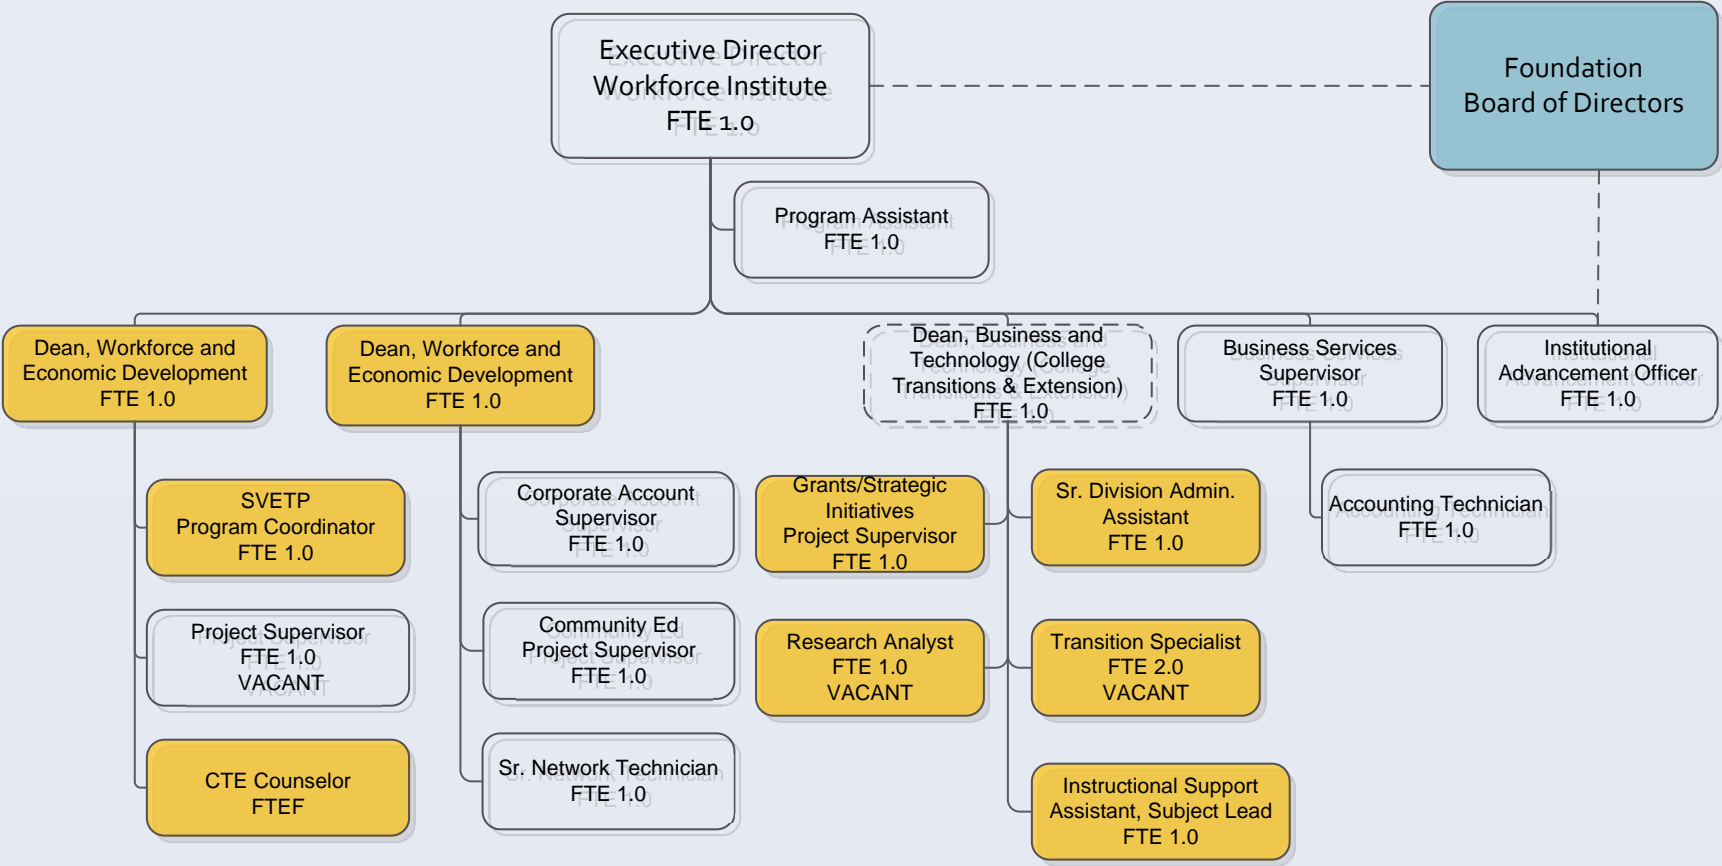 Executive Director
Workforce Institute
FTE 1.0
Foundation
Board of Directors
Program Assistant
FTE 1.0
Dean, Workforce and
Economic Development
FTE 1.0
Dean, Workforce and
Economic Development
FTE 1.0
Dean, Business and
Technology (College
Transitions & Extension)
FTE 1.0
Business Services
Supervisor
FTE 1.0
Institutional
Advancement Officer
FTE 1.0
SVETP
Program Coordinator
FTE 1.0
Corporate Account
Supervisor
FTE 1.0
Grants/Strategic
Initiatives
Project Supervisor
FTE 1.0
Sr. Division Admin.
Assistant
FTE 1.0
Accounting Technician
FTE 1.0
Project Supervisor
FTE 1.0
VACANT
Community Ed
Project Supervisor
FTE 1.0
Research Analyst
FTE 1.0
VACANT
Transition Specialist
FTE 2.0
VACANT
CTE Counselor
FTEF
Sr. Network Technician
FTE 1.0
Instructional Support
Assistant, Subject Lead
FTE 1.0